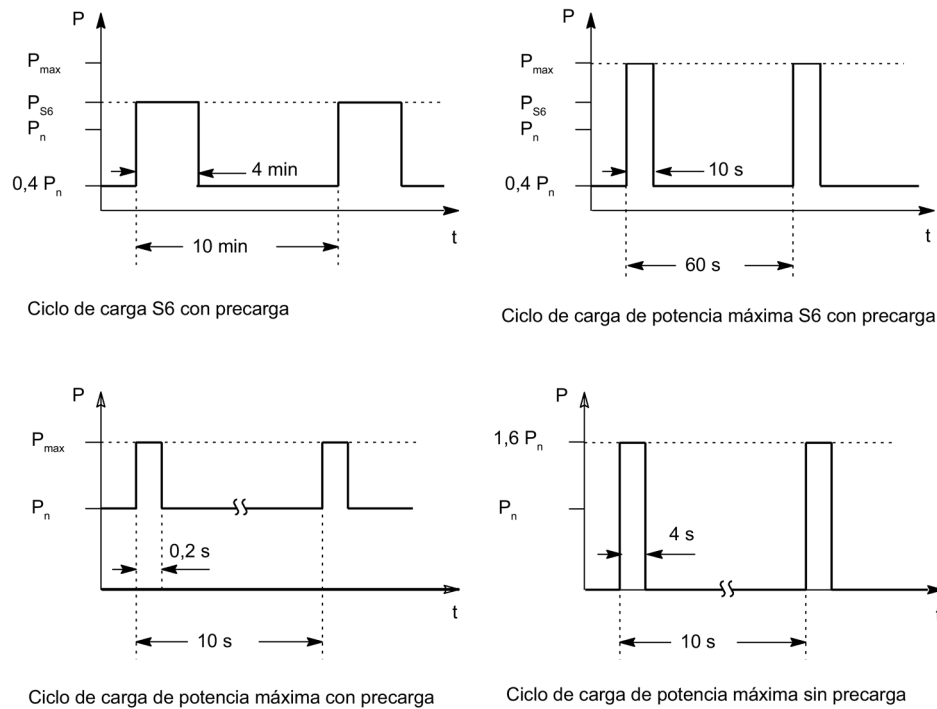 P
P max
P S6
P n
0,4 P n
4 min
10 min
t
Ciclo de carga S6 con precarga
P
P max
P S6
P n
0,4 P n
10 s
60 s
t
Ciclo de carga de potencia máxima S6 con precarga
P
P max
P n
0,2 s
10 s
t
Ciclo de carga de potencia máxima con precarga
P
1,6 P n
P n
4 s
10 s
Ciclo de carga de potencia máxima sin precarga